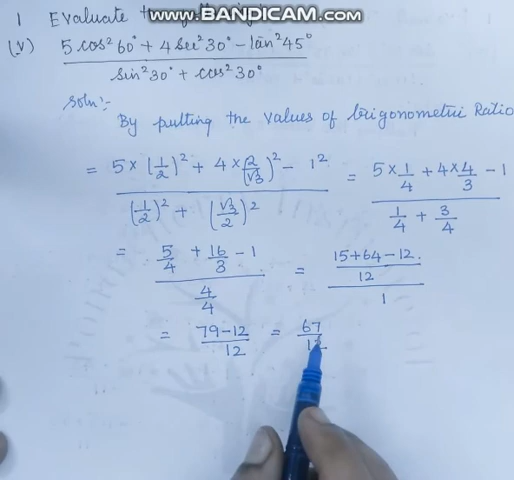 WWW.BANDICAM.COM
1 Evaluate
(v) 5 cos² 60° + 4 sec² 30° – tan² 45°
sin² 30° + cos² 30°
Soln:-
By putting the values of trigonometric Ratio
= 5 × (1/2)² + 4 × (2/√3)² – 1² / (1/2)² + (√3/2)² = 5 × 1/4 + 4 × 4/3 – 1 / 1/4 + 3/4
= 5/4 + 16/3 – 1 / 4/4 = 15+64–12 / 12 / 1
= 79–12 / 12 = 67/12